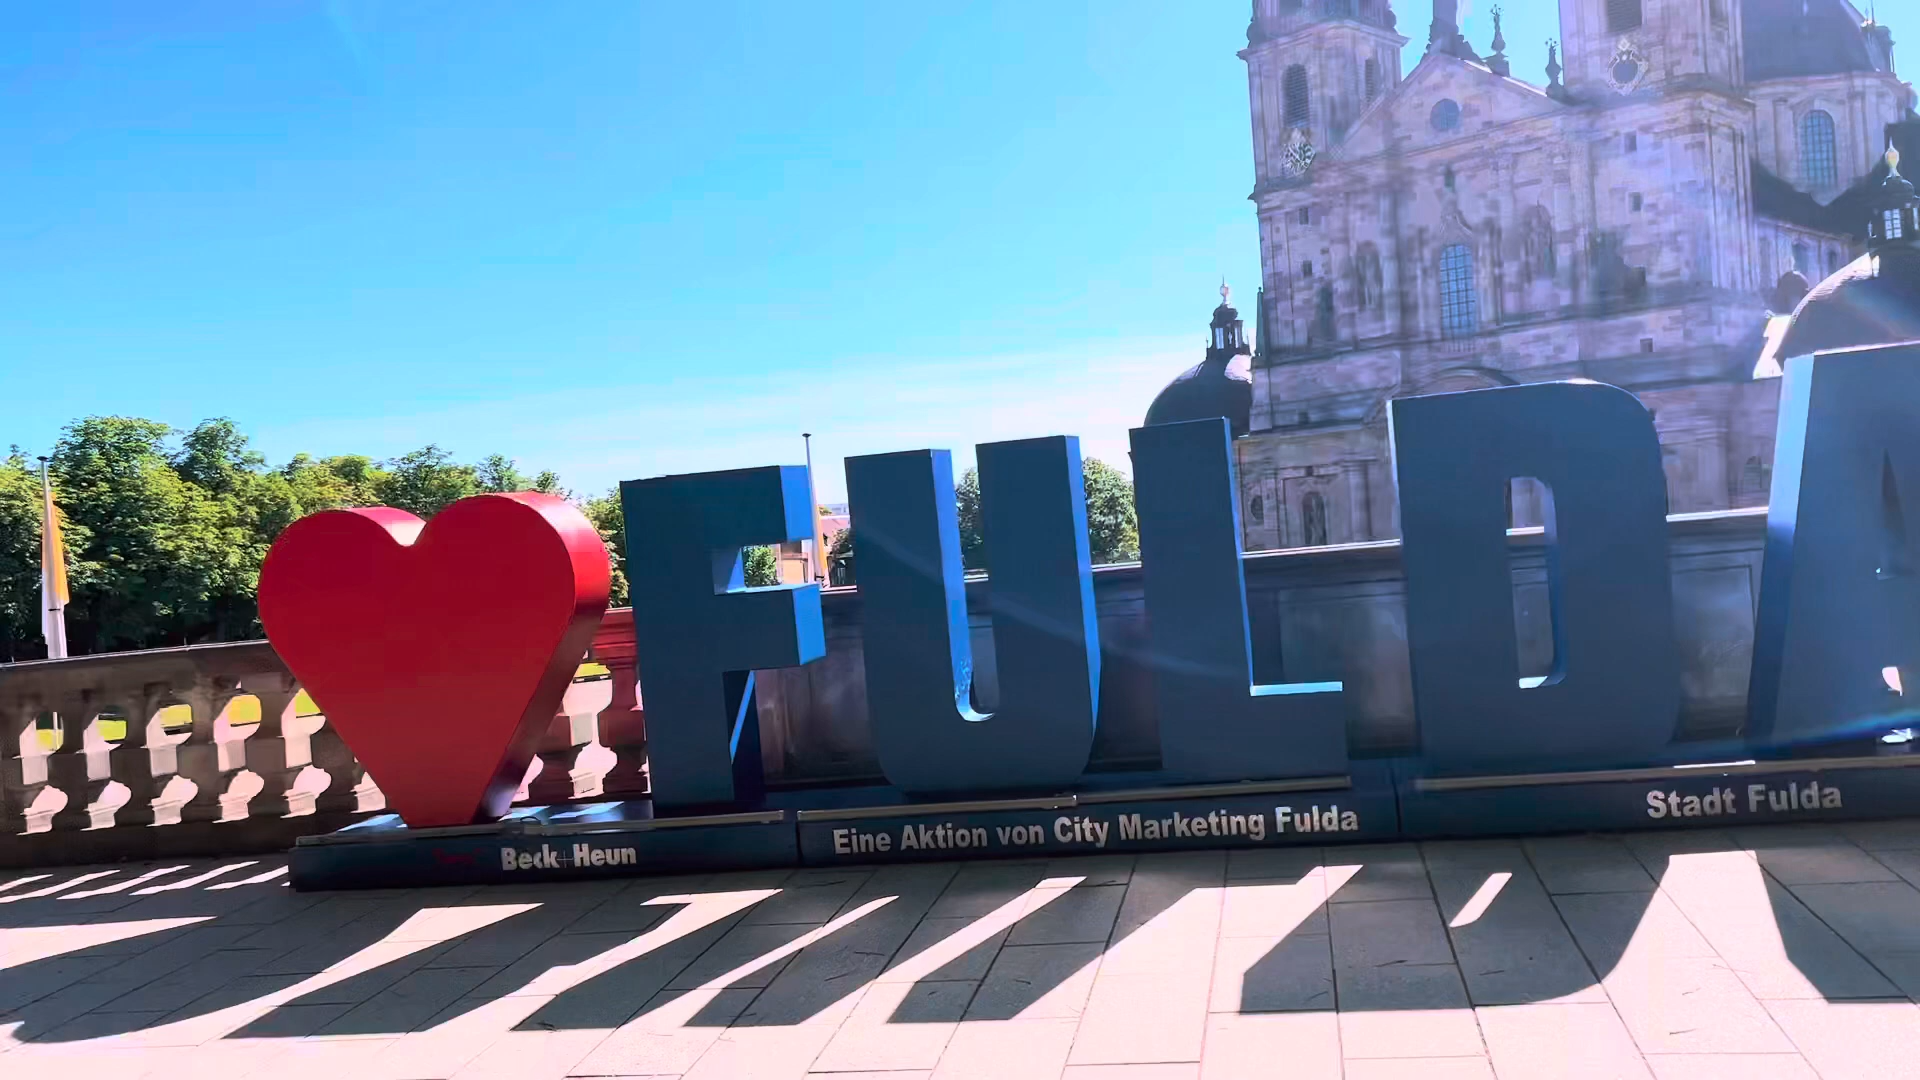 FULDA
Beck+Heun
Eine Aktion von City Marketing Fulda
Stadt Fulda